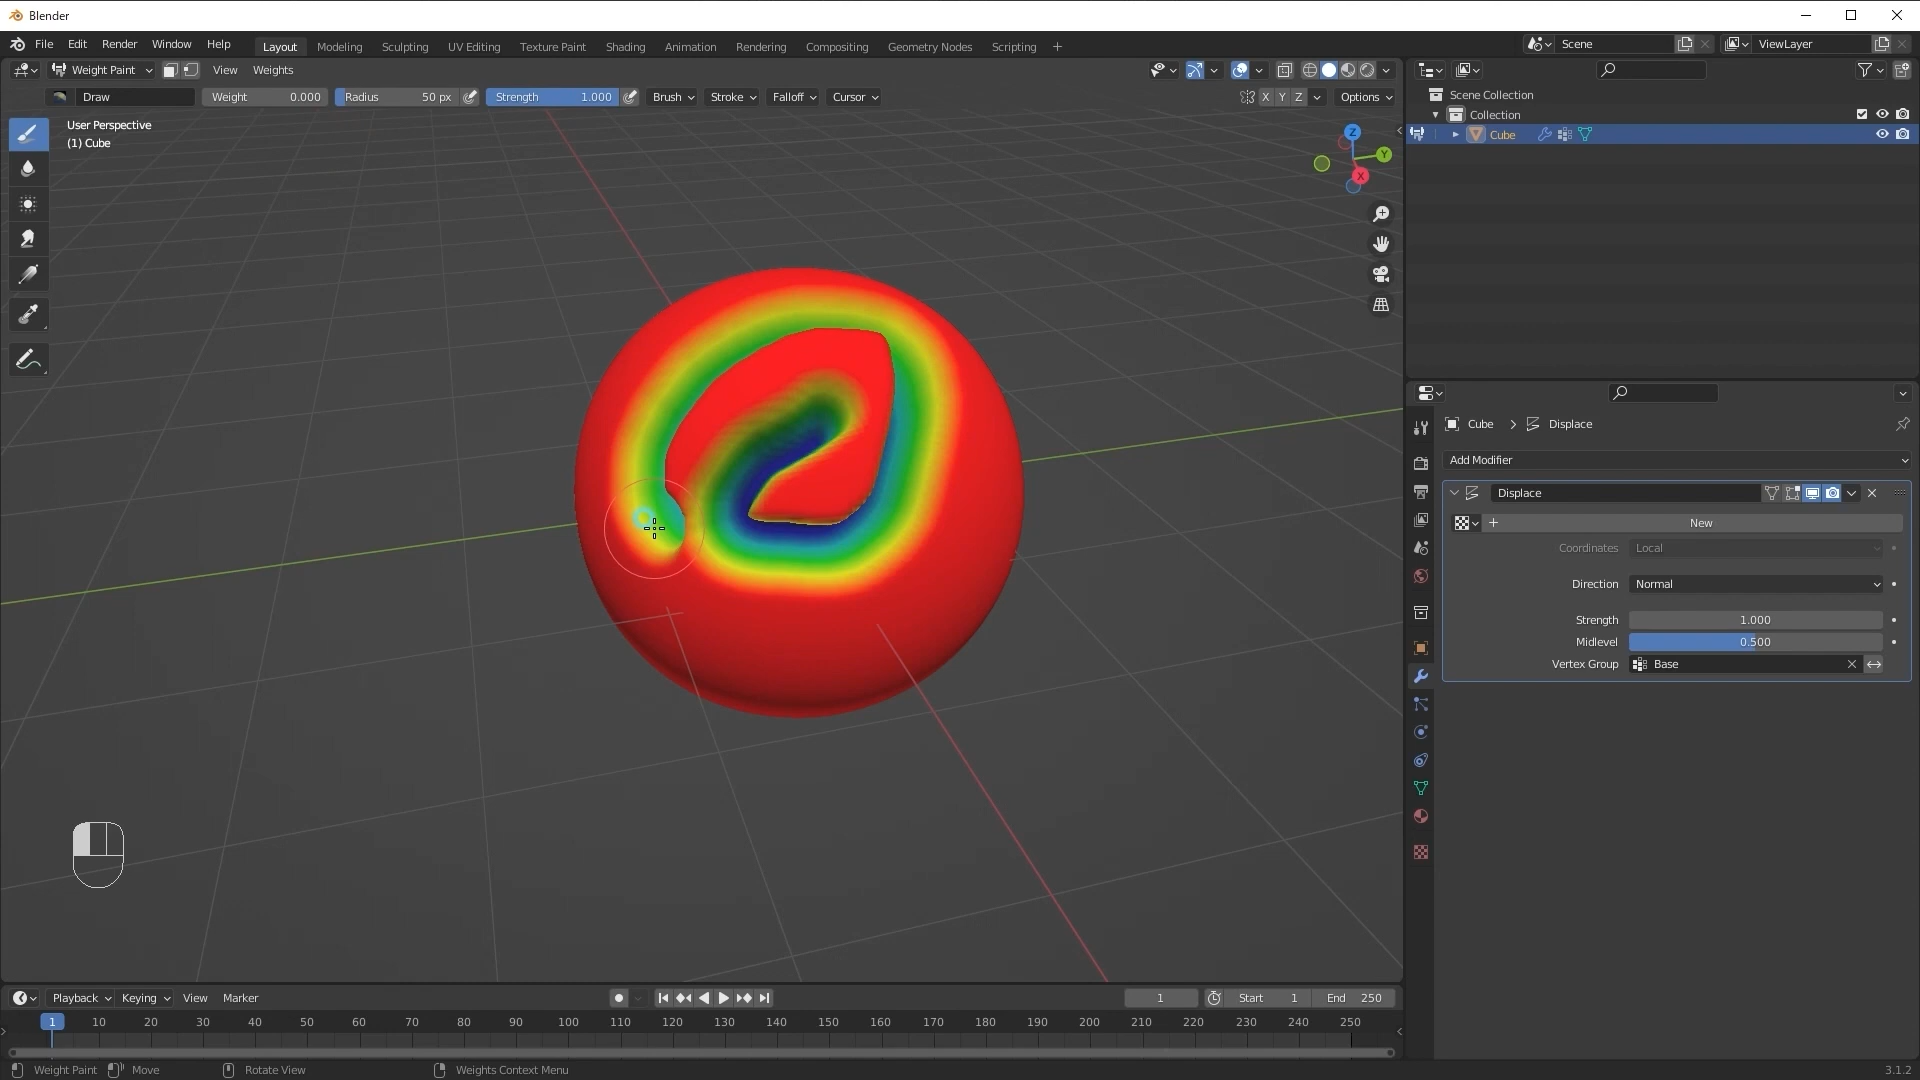 Blender
File Edit Render Window Help Layout Modeling Sculpting UV Editing Texture Paint Shading Animation Rendering Compositing Geometry Nodes Scripting + Scene ViewLayer
Weight Paint View Weights
Draw Weight 0.000 Radius 50 px Strength 1.000 Brush Stroke Falloff Cursor X Y Z Options
User Perspective
(1) Cube
Z
Y
X
Scene Collection
Collection
Cube
Cube > Displace
Add Modifier
Displace
+ New
Coordinates Local
Direction Normal
Strength 1.000
Midlevel 0.500
Vertex Group Base
Playback Keying View Marker 1 Start 1 End 250
1 10 20 30 40 50 60 70 80 90 100 110 120 130 140 150 160 170 180 190 200 210 220 230 240 250
Weight Paint Move Rotate View Weights Context Menu 3.1.2